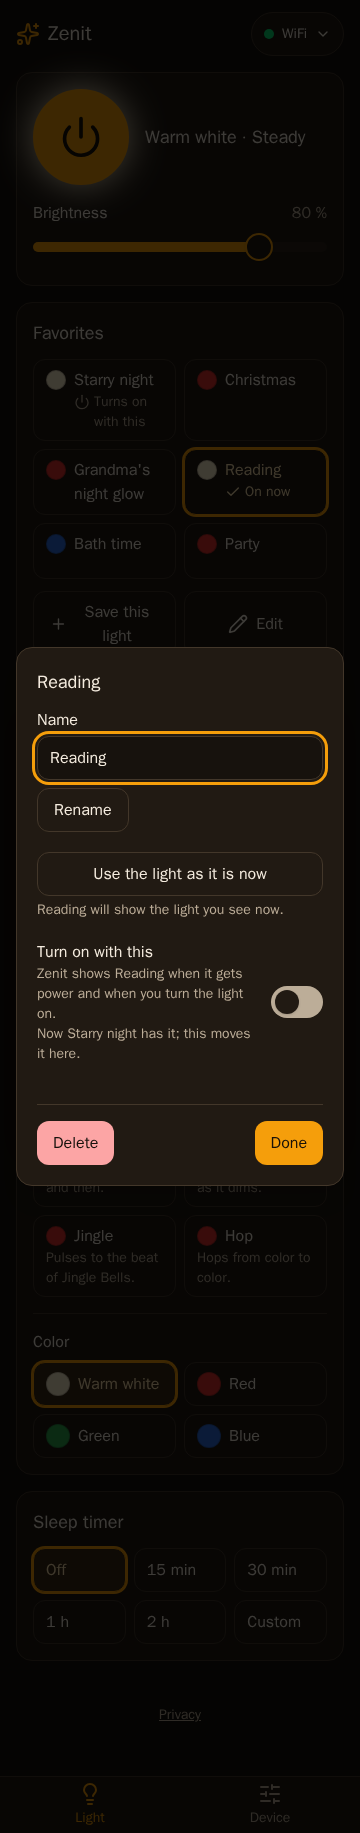 Zenit
WiFi
Warm white · Steady
Brightness
80 %
Favorites
Starry night
Turns on
with this
Christmas
Grandma's
night glow
Reading
On now
Bath time
Party
Save this
light
Edit
Reading
Name
Reading
Rename
Use the light as it is now
Reading will show the light you see now.
Turn on with this
Zenit shows Reading when it gets
power and when you turn the light
on.
Now Starry night has it; this moves
it here.
Delete
Done
and then.
as it dims.
Jingle
Pulses to the beat
of Jingle Bells.
Hop
Hops from color to
color.
Color
Warm white
Red
Green
Blue
Sleep timer
Off
15 min
30 min
1 h
2 h
Custom
Privacy
Light
Device